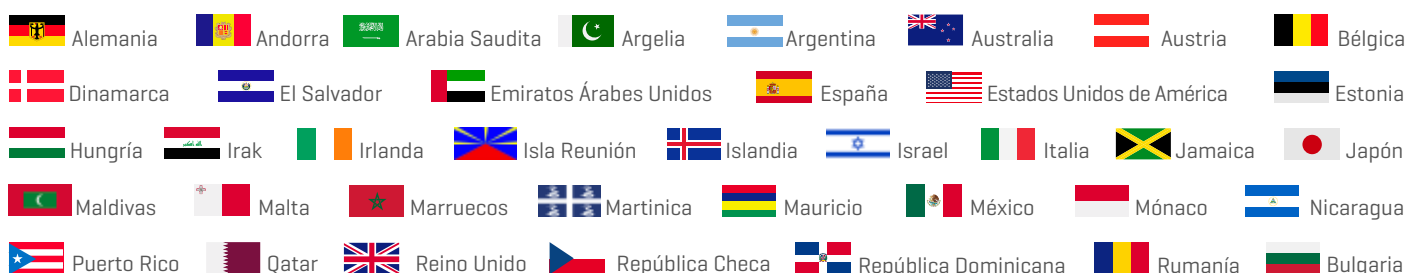 Alemania Andorra Arabia Saudita Argelia Argentina Australia Austria Bélgica
Dinamarca El Salvador Emiratos Árabes Unidos España Estados Unidos de América Estonia
Hungría Irak Irlanda Isla Reunión Islandia Israel Italia Jamaica Japón
Maldivas Malta Marruecos Martinica Mauricio México Mónaco Nicaragua
Puerto Rico Qatar Reino Unido República Checa República Dominicana Rumanía Bulgaria